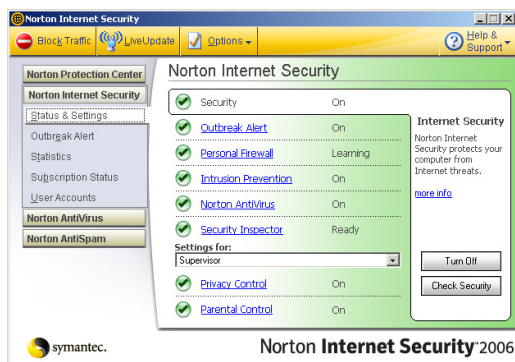 Norton Internet Security
Block Traffic LiveUpdate Options Help & Support
Norton Protection Center
Norton Internet Security
Status & Settings
Outbreak Alert
Statistics
Subscription Status
User Accounts
Norton AntiVirus
Norton AntiSpam
Norton Internet Security
Security On
Outbreak Alert On
Personal Firewall Learning
Intrusion Prevention On
Norton AntiVirus On
Security Inspector Ready
Settings for:
Supervisor
Privacy Control On
Parental Control On
Internet Security
Norton Internet
Security protects your
computer from
Internet threats.
more info
Turn Off
Check Security
symantec.
Norton Internet Security 2006